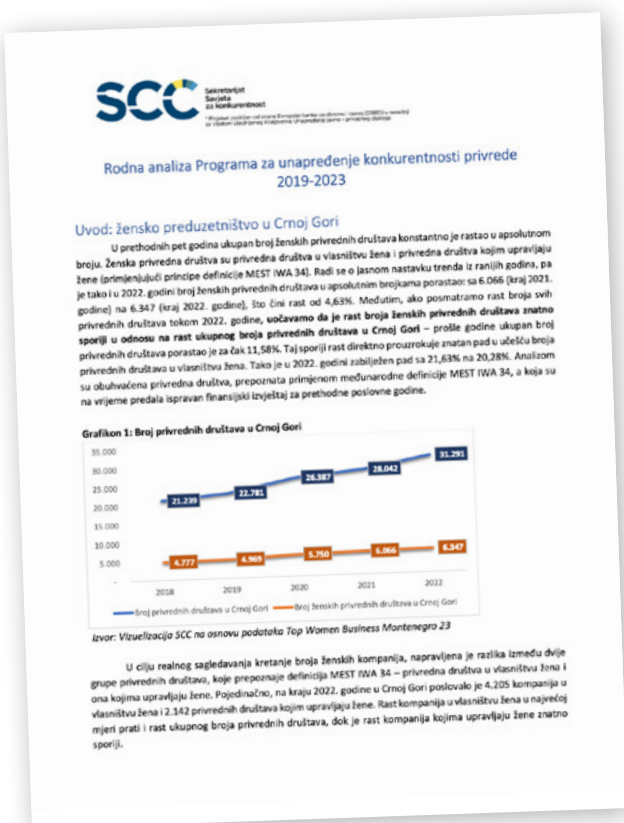 SCC
Sekretarijat
Savjeta
za konkurentnost
Rodna analiza Programa za unapređenje konkurentnosti privrede
2019-2023
Uvod: žensko preduzetništvo u Crnoj Gori
U prethodnih pet godina ukupan broj ženskih privrednih društava konstantno je rastao u apsolutnom
broju. Ženska privredna društva su privredna društva u vlasništvu žena i privredna društva kojim upravljaju
žene (primjenjujući principe definicije MEST IWA 34). Radi se o jasnom nastavku trenda iz ranijih godina, pa
je tako i u 2022. godini broj ženskih privrednih društava u apsolutnim brojkama porastao: sa 6.066 (kraj 2021.
godine) na 6.347 (kraj 2022. godine), što čini rast od 4,63%. Međutim, ako posmatramo rast broja svih
privrednih društava tokom 2022. godine, uočavamo da je rast broja ženskih privrednih društava znatno
sporiji u odnosu na rast ukupnog broja privrednih društava u Crnoj Gori – prošle godine ukupan broj
privrednih društava porastao je za čak 11,58%. Taj sporiji rast direktno prouzrokuje znatan pad u učešću broja
privrednih društava u vlasništvu žena. Tako je u 2022. godini zabilježen pad sa 21,63% na 20,28%. Analizom
su obuhvaćena privredna društva, prepoznata primjenom međunarodne definicije MEST IWA 34, a koja su
na vrijeme predala ispravan finansijski izvještaj za prethodne poslovne godine.
Grafikon 1: Broj privrednih društava u Crnoj Gori
35.000
30.000
25.000
20.000
15.000
10.000
5.000
-
21.239
22.781
26.387
28.042
31.291
4.777
4.969
5.750
6.066
6.347
2018
2019
2020
2021
2022
Broj privrednih društava u Crnoj Gori
Broj ženskih privrednih društava u Crnoj Gori
Izvor: Vizuelizacija SCC na osnovu podataka Top Women Business Montenegro 23
U cilju realnog sagledavanja kretanje broja ženskih kompanija, napravljena je razlika između dvije
grupe privrednih društava, koje prepoznaje definicija MEST IWA 34 – privredna društva u vlasništvu žena i
ona kojima upravljaju žene. Pojedinačno, na kraju 2022. godine u Crnoj Gori poslovalo je 4.205 kompanija u
vlasništvu žena i 2.142 privrednih društava kojim upravljaju žene. Rast kompanija u vlasništvu žena u najvećoj
mjeri prati i rast ukupnog broja privrednih društava, dok je rast kompanija kojima upravljaju žene znatno
sporiji.